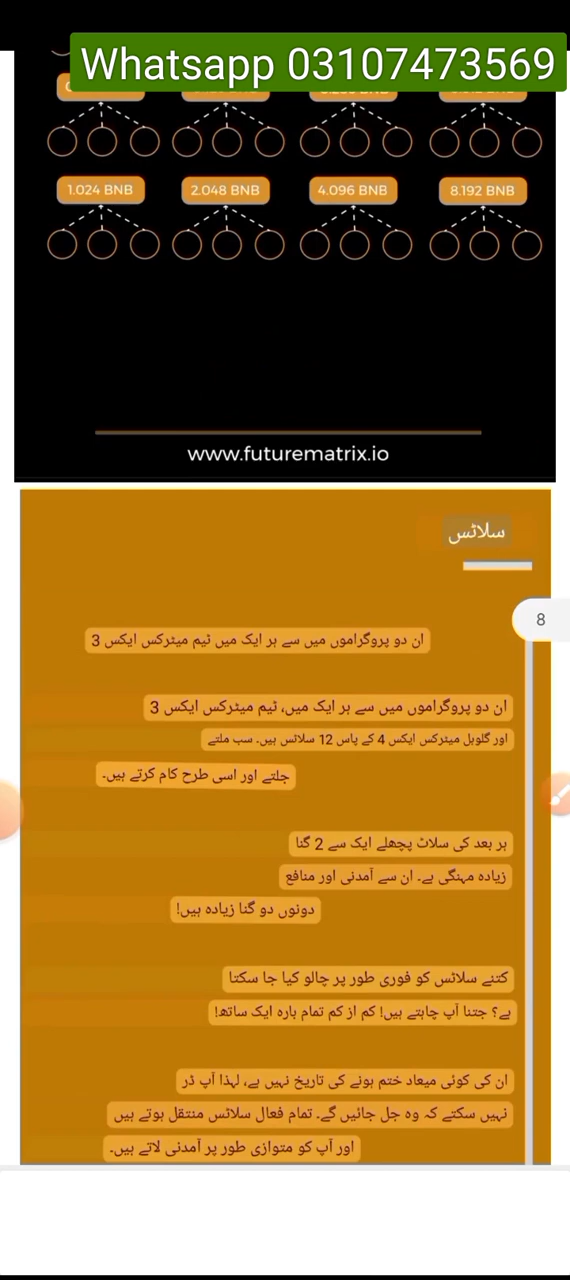 Whatsapp 03107473569
1.024 BNB
2.048 BNB
4.096 BNB
8.192 BNB
www.futurematrix.io
سلاٹس
8
ان دو پروگراموں میں سے ہر ایک میں ٹیم میٹرکس ایکس 3
ان دو پروگراموں میں سے ہر ایک میں، ٹیم میٹرکس ایکس 3
اور گلوبل میٹرکس ایکس 4 کے پاس 12 سلاٹس ہیں۔ سب ملتے
جلتے اور اسی طرح کام کرتے ہیں۔
ہر بعد کی سلاٹ پچھلے ایک سے 2 گنا
زیادہ مہنگی ہے۔ ان سے آمدنی اور منافع
دونوں دو گنا زیادہ ہیں!
کتنے سلاٹس کو فوری طور پر چالو کیا جا سکتا
ہے؟ جتنا آپ چاہتے ہیں! کم از کم تمام بارہ ایک ساتھ!
ان کی کوئی میعاد ختم ہونے کی تاریخ نہیں ہے، لہذا آپ ڈر
نہیں سکتے کہ وہ جل جائیں گے۔ تمام فعال سلاٹس منتقل ہوتے ہیں
اور آپ کو متوازی طور پر آمدنی لاتے ہیں۔